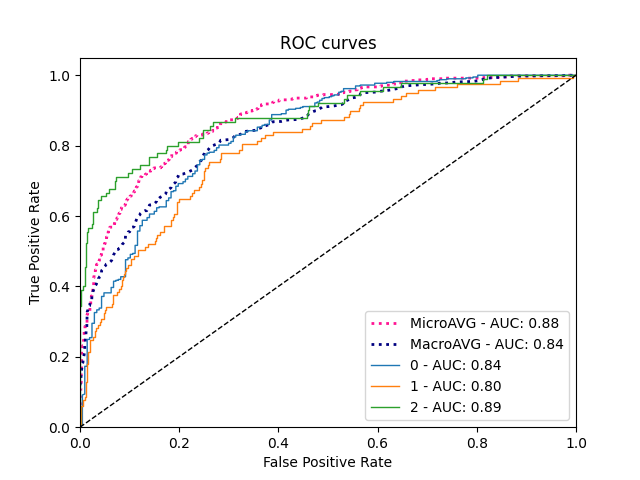 ROC curves
True Positive Rate
1.0
0.8
0.6
0.4
0.2
0.0
0.0 0.2 0.4 0.6 0.8 1.0
False Positive Rate
MicroAVG - AUC: 0.88
MacroAVG - AUC: 0.84
0 - AUC: 0.84
1 - AUC: 0.80
2 - AUC: 0.89